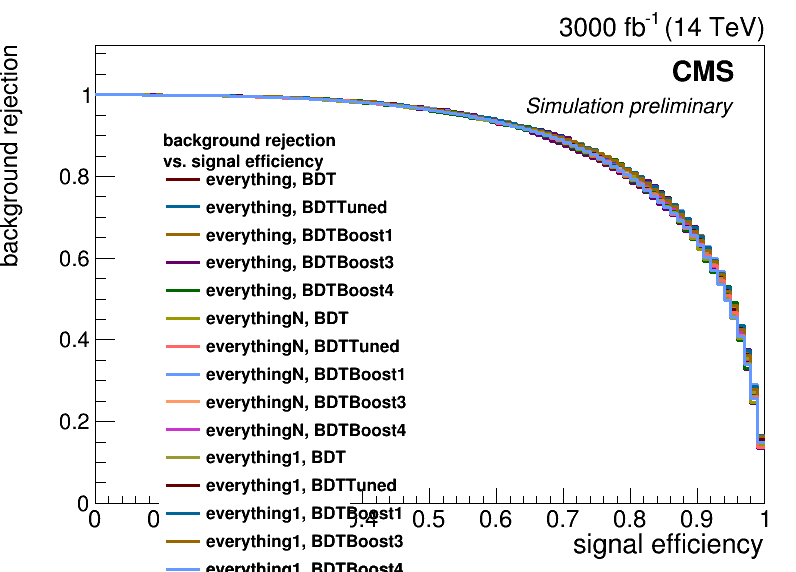 3000 fb-1 (14 TeV)
CMS
Simulation preliminary
background rejection
1
0.8
0.6
0.4
0.2
0
background rejection
vs. signal efficiency
everything, BDT
everything, BDTTuned
everything, BDTBoost1
everything, BDTBoost3
everything, BDTBoost4
everythingN, BDT
everythingN, BDTTuned
everythingN, BDTBoost1
everythingN, BDTBoost3
everythingN, BDTBoost4
everything1, BDT
everything1, BDTTuned
everything1, BDTBoost1
everything1, BDTBoost3
everything1, BDTBoost4
0 0.5 0.6 0.7 0.8 0.9 1
signal efficiency